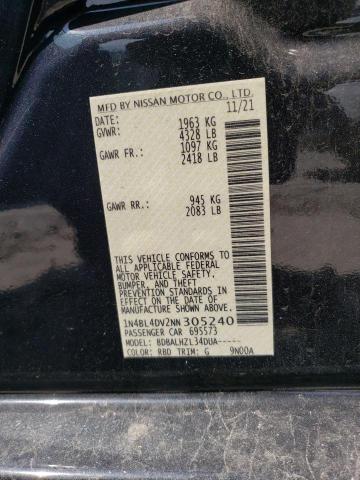 MFD BY NISSAN MOTOR CO., LTD.
DATE: 11/21
GVWR: 1963 KG
4328 LB
GAWR FR.: 1097 KG
2418 LB
GAWR RR.: 945 KG
2083 LB
THIS VEHICLE CONFORMS TO
ALL APPLICABLE FEDERAL
MOTOR VEHICLE SAFETY,
BUMPER, AND THEFT
PREVENTION STANDARDS IN
EFFECT ON THE DATE OF
MANUFACTURE SHOWN ABOVE.
1N4BL4DV2NN305240
PASSENGER CAR 695573
MODEL: BDBALHZL34DUA-----
COLOR: RBD TRIM: G 9N00A